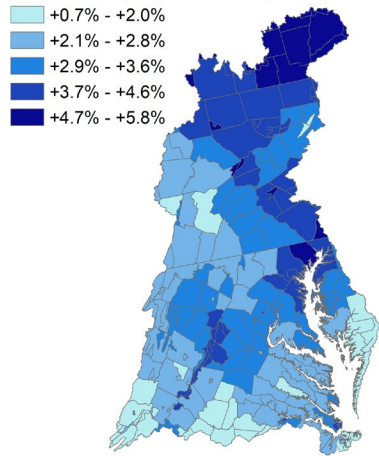 +0.7% - +2.0%
+2.1% - +2.8%
+2.9% - +3.6%
+3.7% - +4.6%
+4.7% - +5.8%